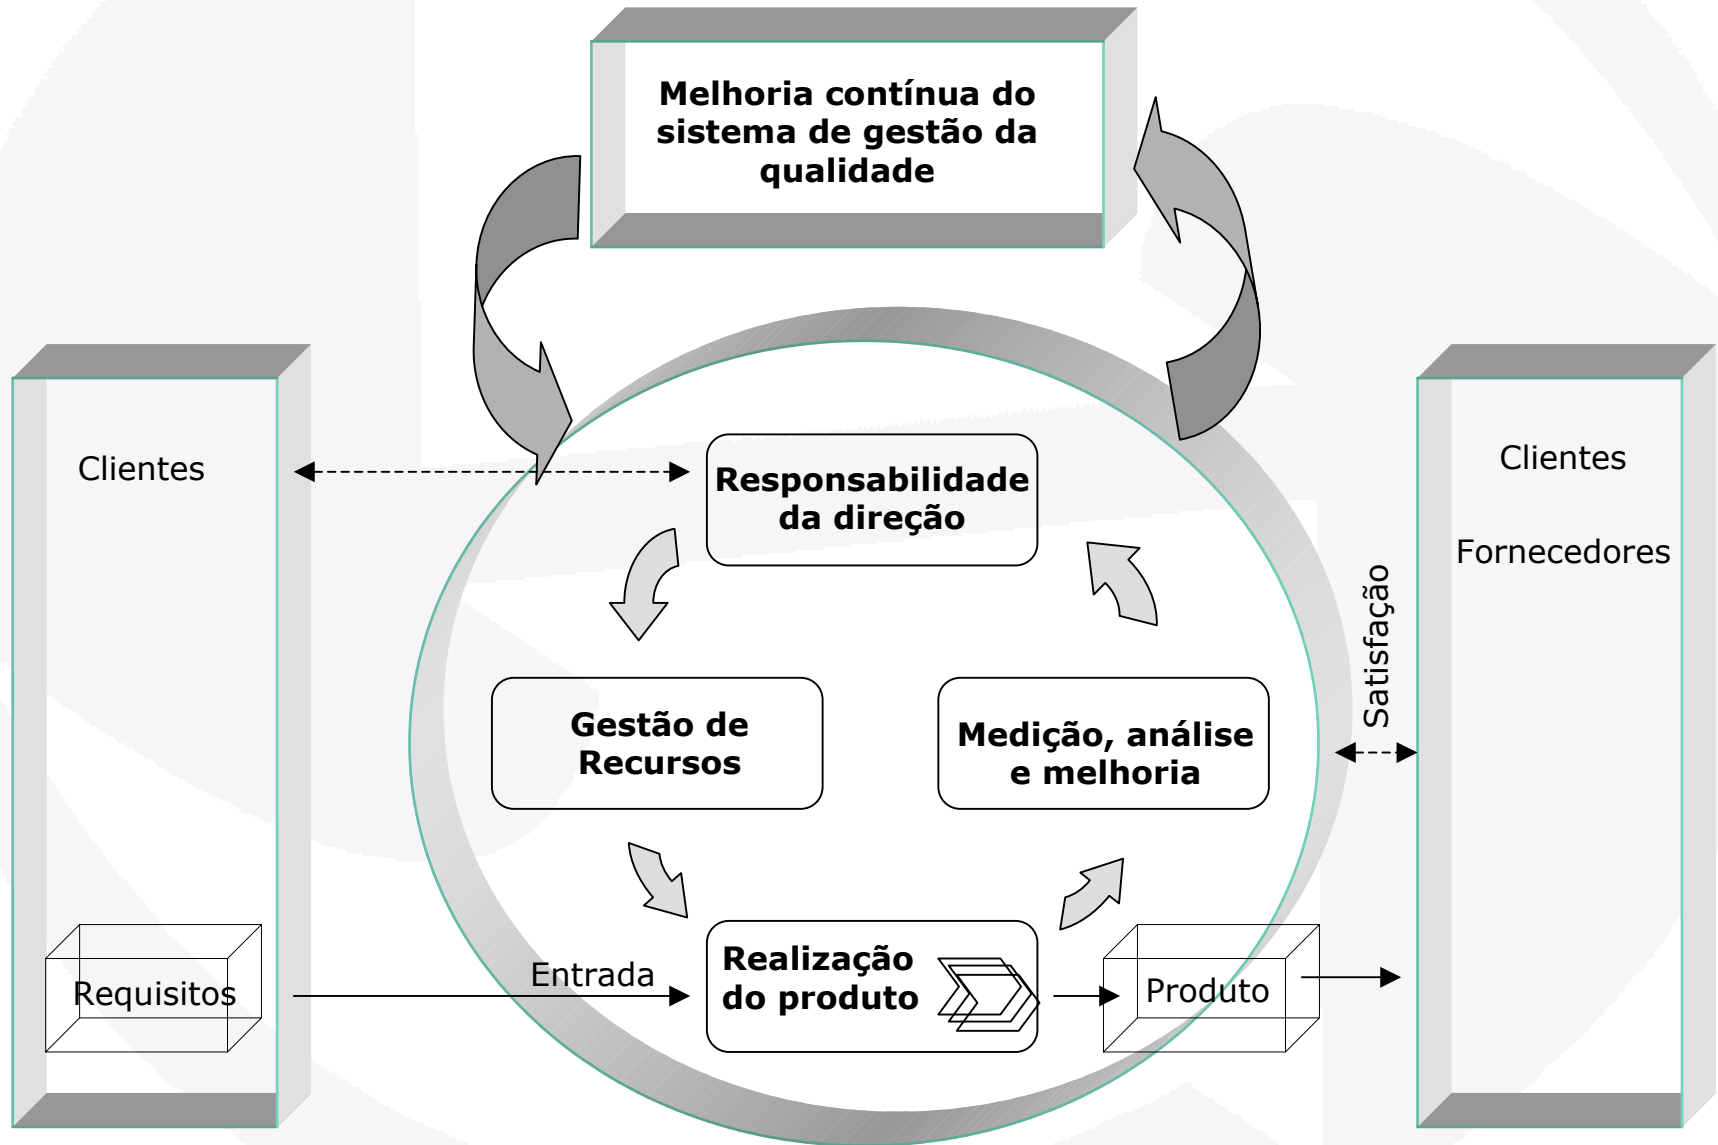 Melhoria contínua do
sistema de gestão da
qualidade
Clientes
Responsabilidade
da direção
Clientes
Fornecedores
Satisfação
Gestão de
Recursos
Medição, análise
e melhoria
Requisitos
Entrada
Realização
do produto
Produto